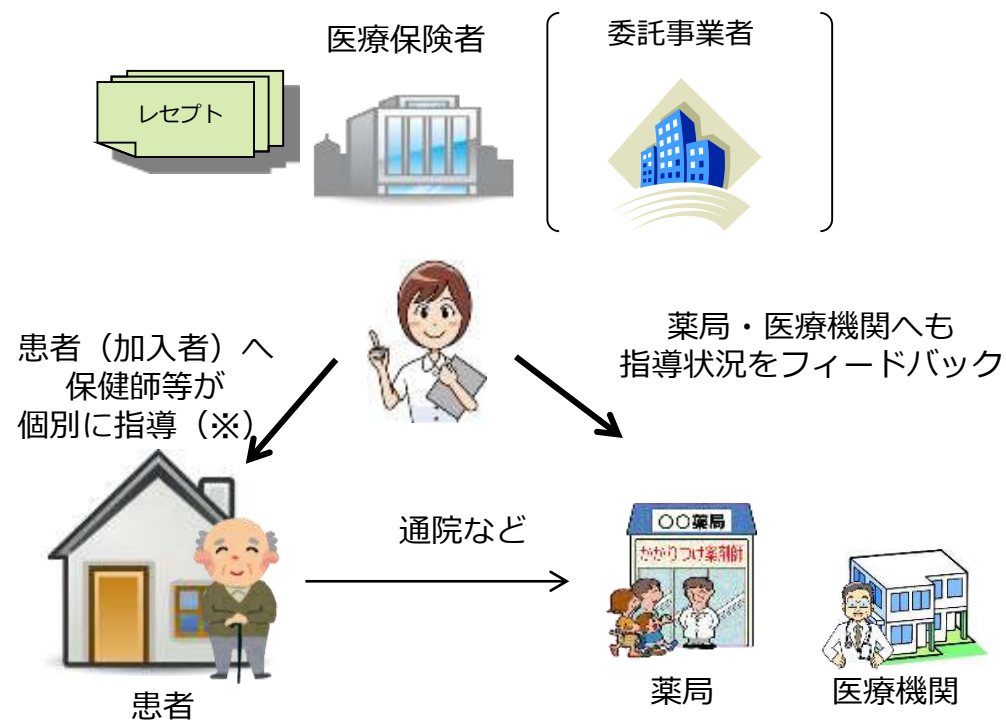 医療保険者
委託事業者
レセプト
患者（加入者）へ
保健師等が
個別に指導（※）
薬局・医療機関へも
指導状況をフィードバック
通院など
〇〇薬局
かかりつけ薬剤師
患者
薬局
医療機関